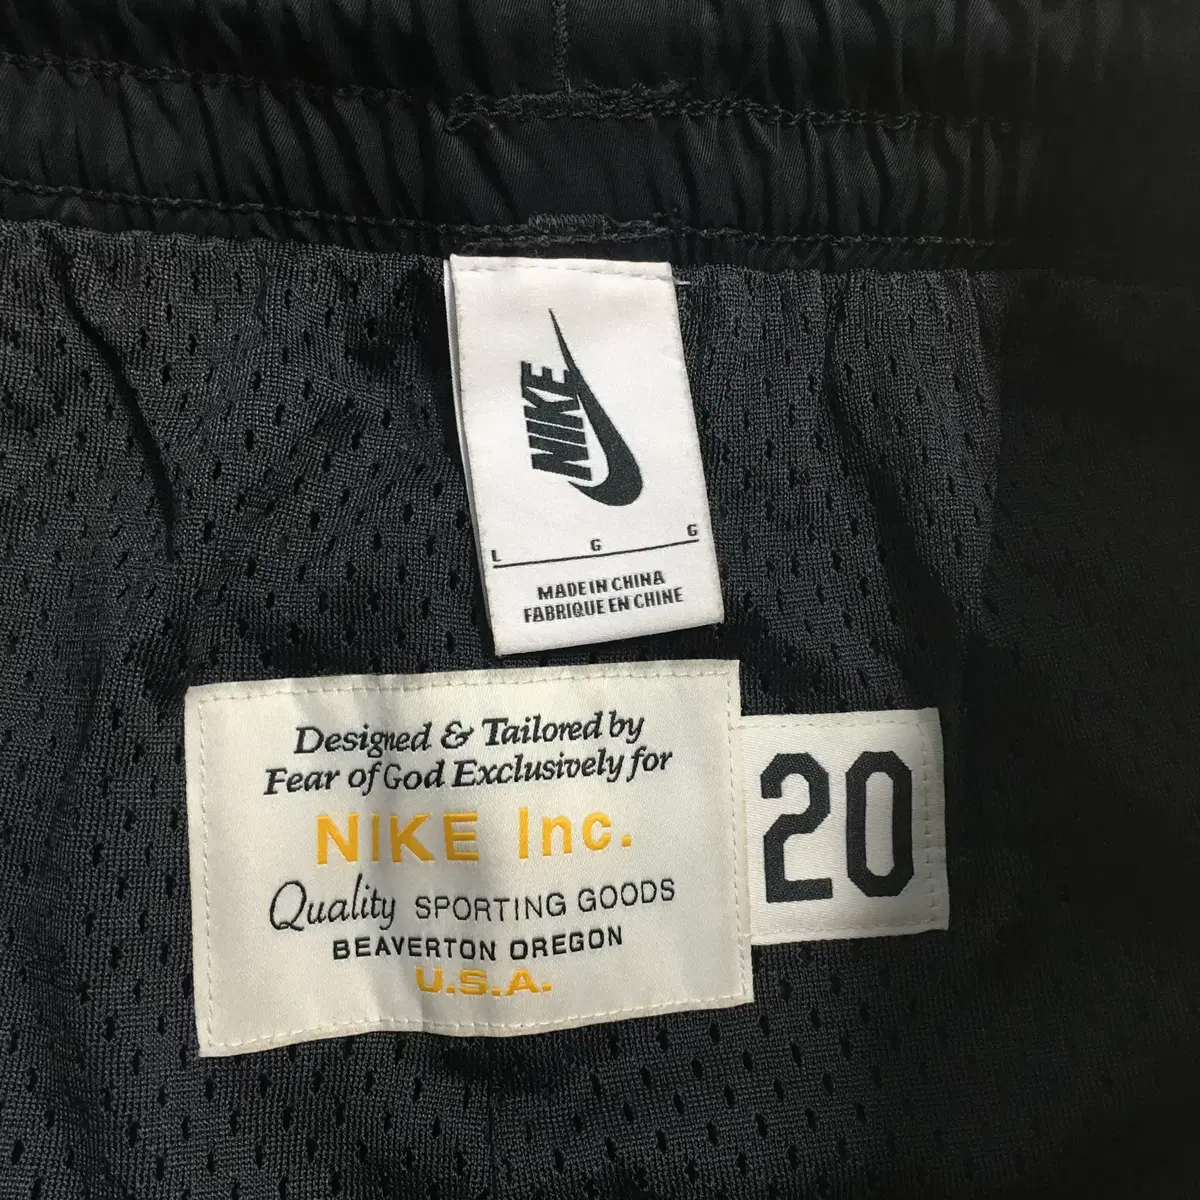 NIKE
L G G
MADE IN CHINA
FABRIQUE EN CHINE
Designed & Tailored by
Fear of God Exclusively for
NIKE Inc.
Quality SPORTING GOODS
BEAVERTON OREGON
U.S.A.
20